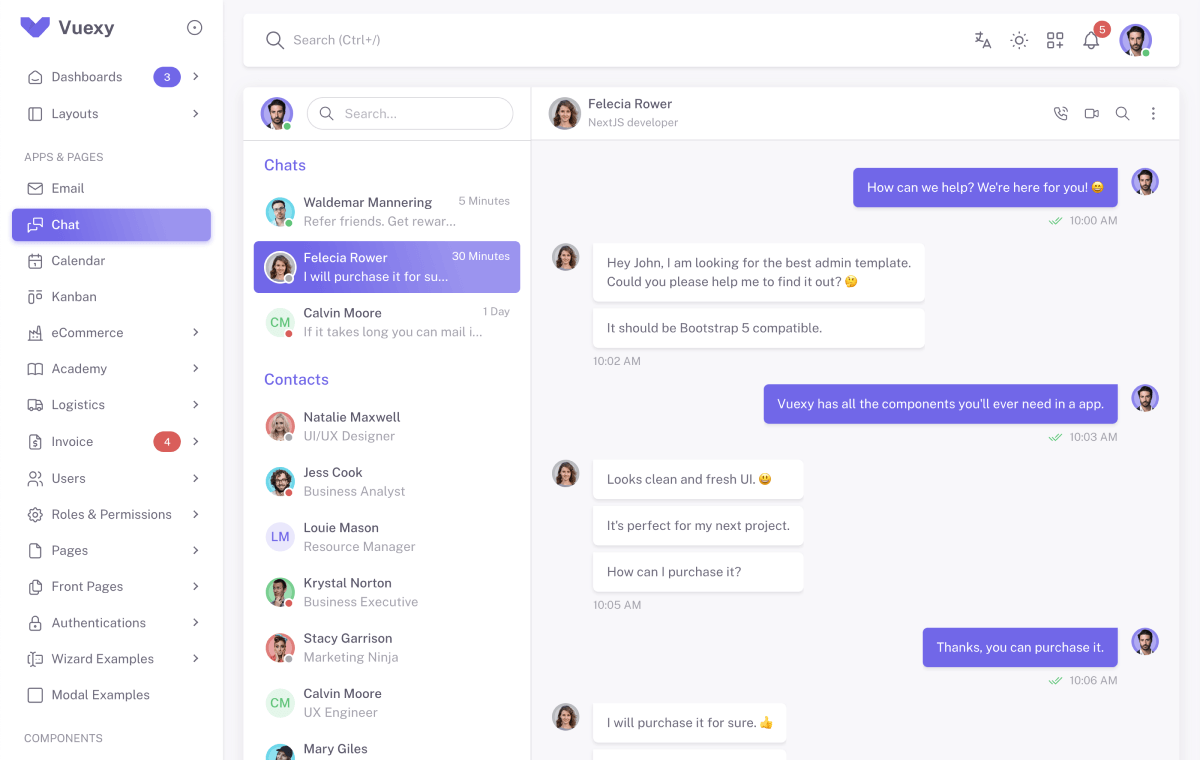 Vuexy
Dashboards 3
Layouts
APPS & PAGES
Email
Chat
Calendar
Kanban
eCommerce
Academy
Logistics
Invoice 4
Users
Roles & Permissions
Pages
Front Pages
Authentications
Wizard Examples
Modal Examples
COMPONENTS
Search (Ctrl+/)
5
Search...
Chats
Waldemar Mannering 5 Minutes
Refer friends. Get rewar...
Felecia Rower 30 Minutes
I will purchase it for su...
CM
Calvin Moore 1 Day
If it takes long you can mail i...
Contacts
Natalie Maxwell
UI/UX Designer
Jess Cook
Business Analyst
LM
Louie Mason
Resource Manager
Krystal Norton
Business Executive
Stacy Garrison
Marketing Ninja
CM
Calvin Moore
UX Engineer
Mary Giles
Felecia Rower
NextJS developer
How can we help? We're here for you! 😄
10:00 AM
Hey John, I am looking for the best admin template.
Could you please help me to find it out? 🤔
It should be Bootstrap 5 compatible.
10:02 AM
Vuexy has all the components you'll ever need in a app.
10:03 AM
Looks clean and fresh UI. 😃
It's perfect for my next project.
How can I purchase it?
10:05 AM
Thanks, you can purchase it.
10:06 AM
I will purchase it for sure. 👍